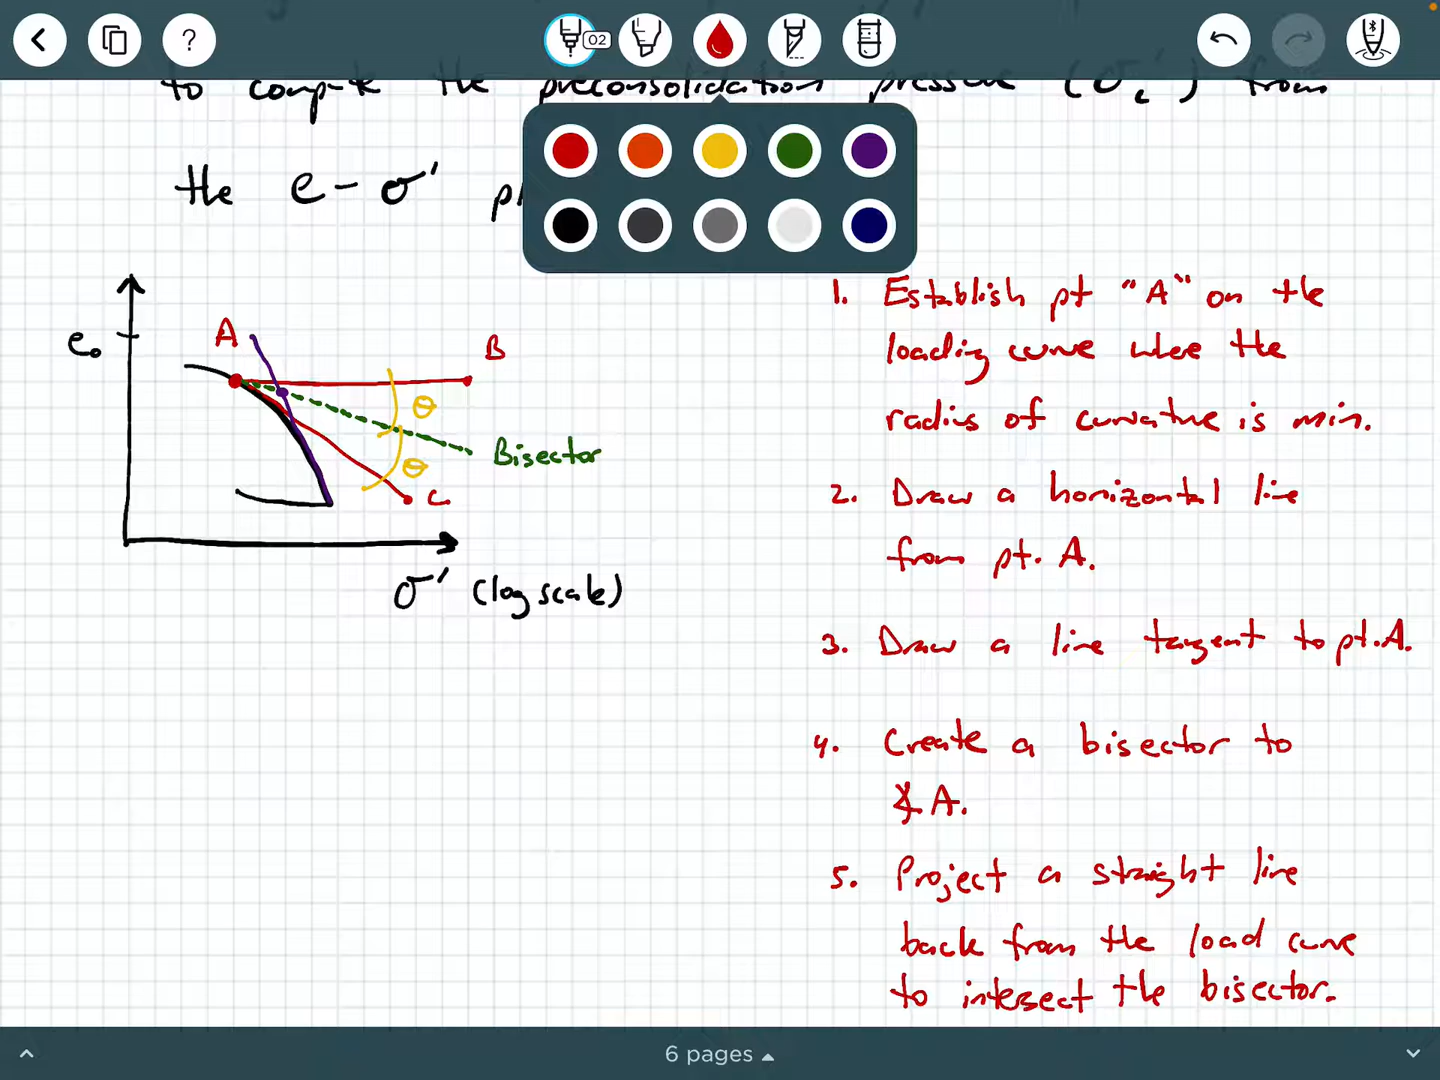 ?
02
to compute the preconsolidation pressure (σc') from
the e - σ'
1. Establish pt "A" on the
loading curve where the
radius of curvature is min.
2. Draw a horizontal line
from pt. A.
3. Draw a line tangent to pt. A.
4. Create a bisector to
∡ A.
5. Project a straight line
back from the load curve
to intersect the bisector.
e₀
A
B
θ
Bisector
θ
C
σ' (log scale)
6 pages